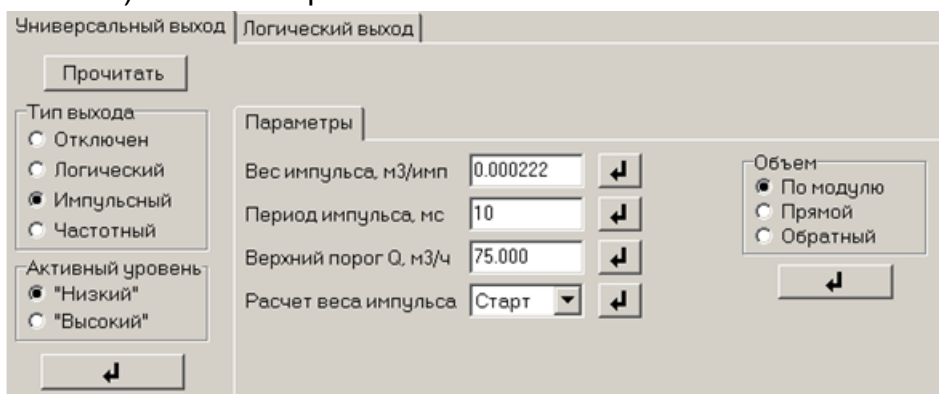 Универсальный выход Логический выход
Прочитать
Тип выхода
Отключен
Логический
Импульсный
Частотный
Активный уровень
"Низкий"
"Высокий"
Параметры
Вес импульса, м3/имп 0.000222
Период импульса, мс 10
Верхний порог Q, м3/ч 75.000
Расчет веса импульса Старт
Объем
По модулю
Прямой
Обратный